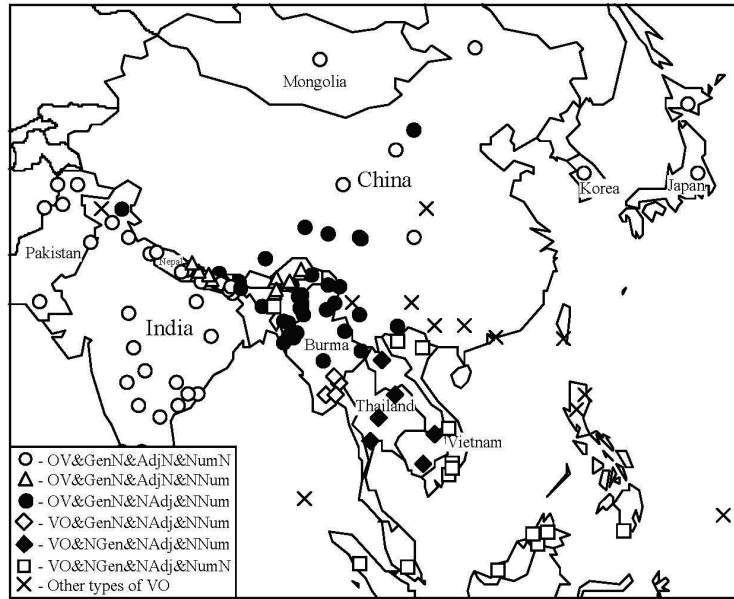 Mongolia
China
Korea
Japan
Pakistan
Nepal
India
Burma
Thailand
Vietnam
- OV&GenN&AdjN&NumN
- OV&GenN&AdjN&NNum
- OV&GenN&NAdj&NNum
- VO&GenN&NAdj&NNum
- VO&NGen&NAdj&NNum
- VO&NGen&NAdj&NumN
- Other types of VO